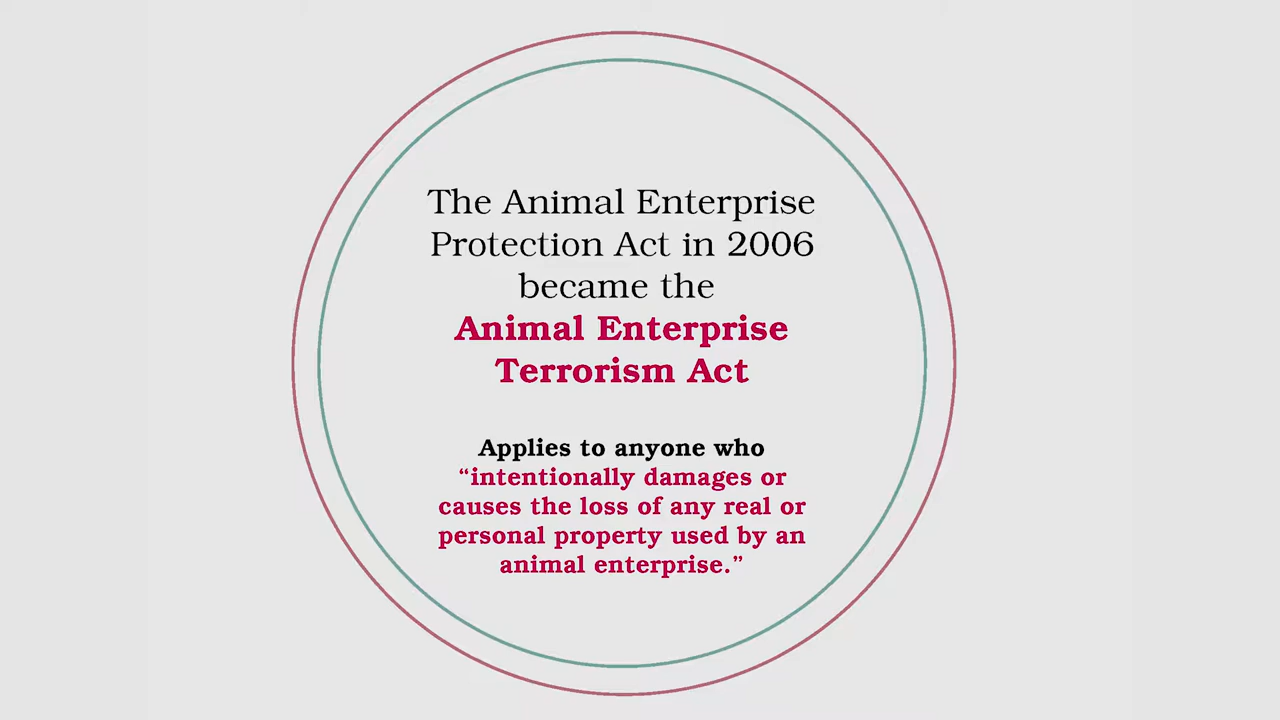 The Animal Enterprise
Protection Act in 2006
became the
Animal Enterprise
Terrorism Act
Applies to anyone who
“intentionally damages or
causes the loss of any real or
personal property used by an
animal enterprise.”